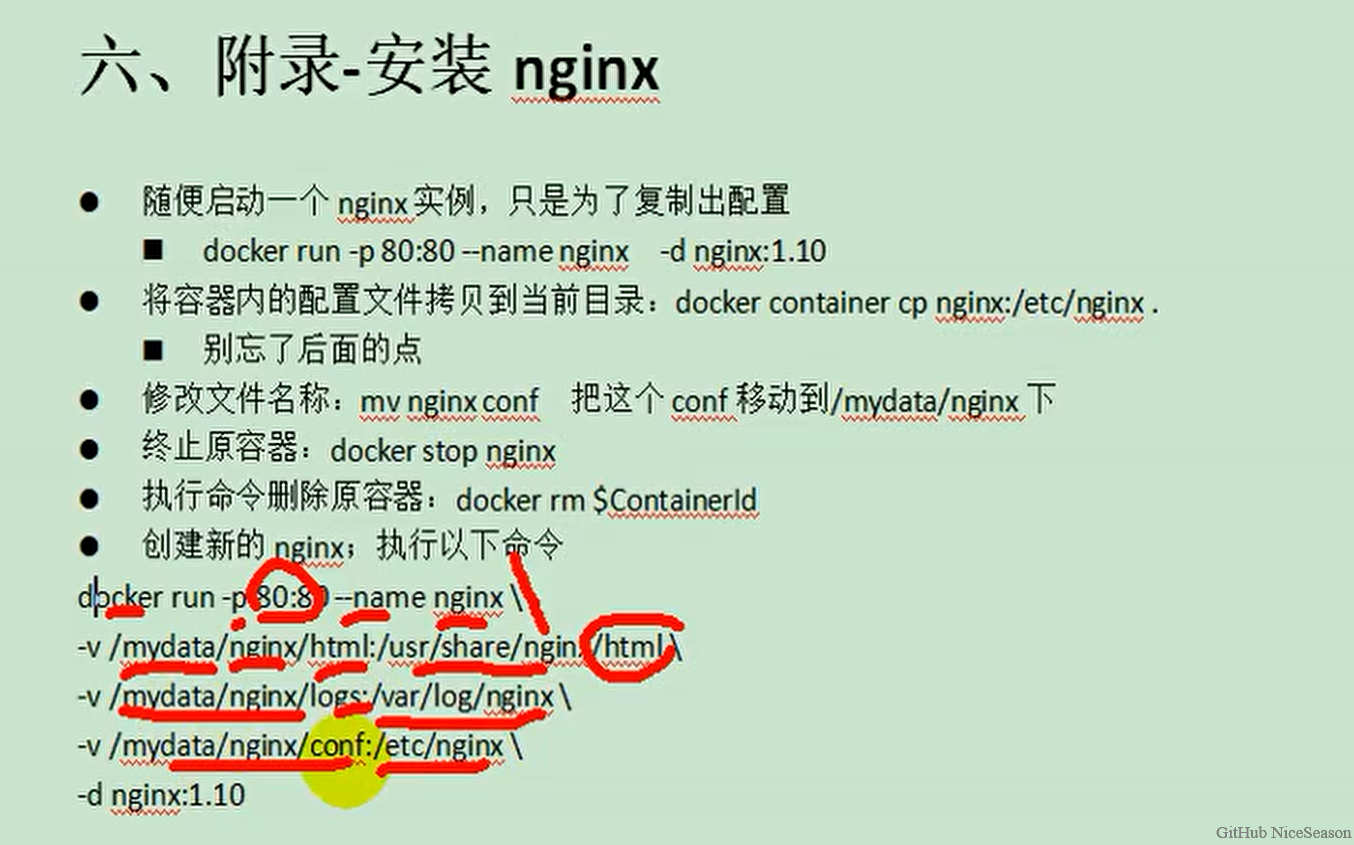 六、附录-安装 nginx
● 随便启动一个 nginx 实例，只是为了复制出配置
■ docker run -p 80:80 --name nginx -d nginx:1.10
● 将容器内的配置文件拷贝到当前目录：docker container cp nginx:/etc/nginx .
■ 别忘了后面的点
● 修改文件名称：mv nginx conf 把这个 conf 移动到/mydata/nginx 下
● 终止原容器：docker stop nginx
● 执行命令删除原容器：docker rm $ContainerId
● 创建新的 nginx；执行以下命令
docker run -p 80:80 --name nginx \
-v /mydata/nginx/html:/usr/share/nginx/html \
-v /mydata/nginx/logs:/var/log/nginx \
-v /mydata/nginx/conf:/etc/nginx \
-d nginx:1.10
GitHub NiceSeason